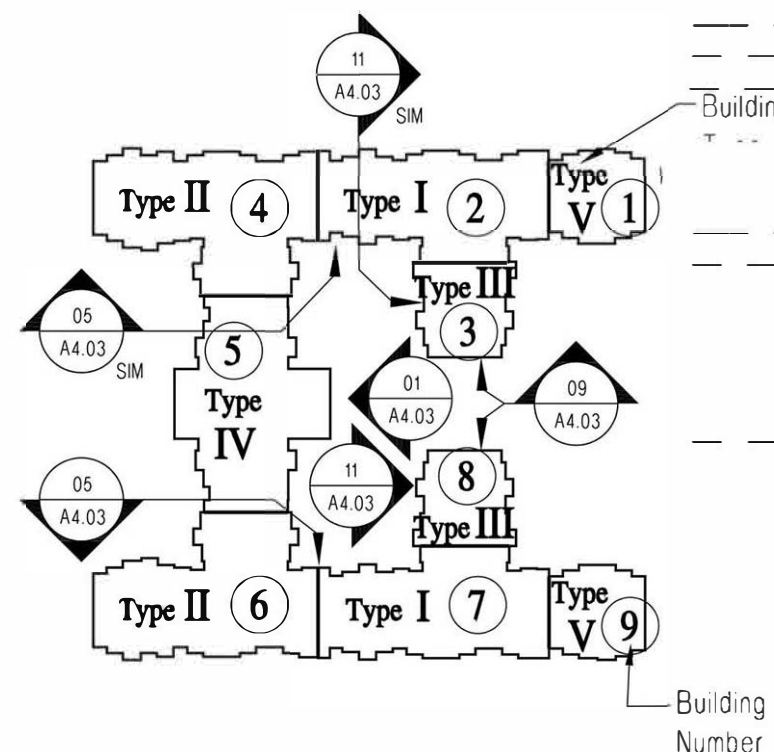 11
A4.03
SIM
Type II
4
Type I
2
Type
V
1
Type III
3
05
A4.03
SIM
5
Type
IV
01
A4.03
09
A4.03
11
A4.03
8
Type III
05
A4.03
Type II
6
Type I
7
Type
V
9
Building
Number